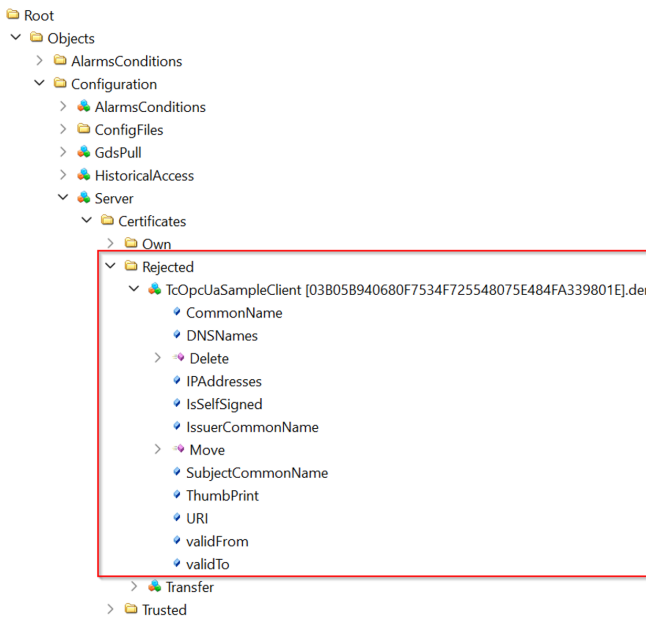 Root
Objects
AlarmsConditions
Configuration
AlarmsConditions
ConfigFiles
GdsPull
HistoricalAccess
Server
Certificates
Own
Rejected
TcOpcUaSampleClient [03B05B940680F7534F725548075E484FA339801E].der
CommonName
DNSNames
Delete
IPAddresses
IsSelfSigned
IssuerCommonName
Move
SubjectCommonName
ThumbPrint
URI
validFrom
validTo
Transfer
Trusted